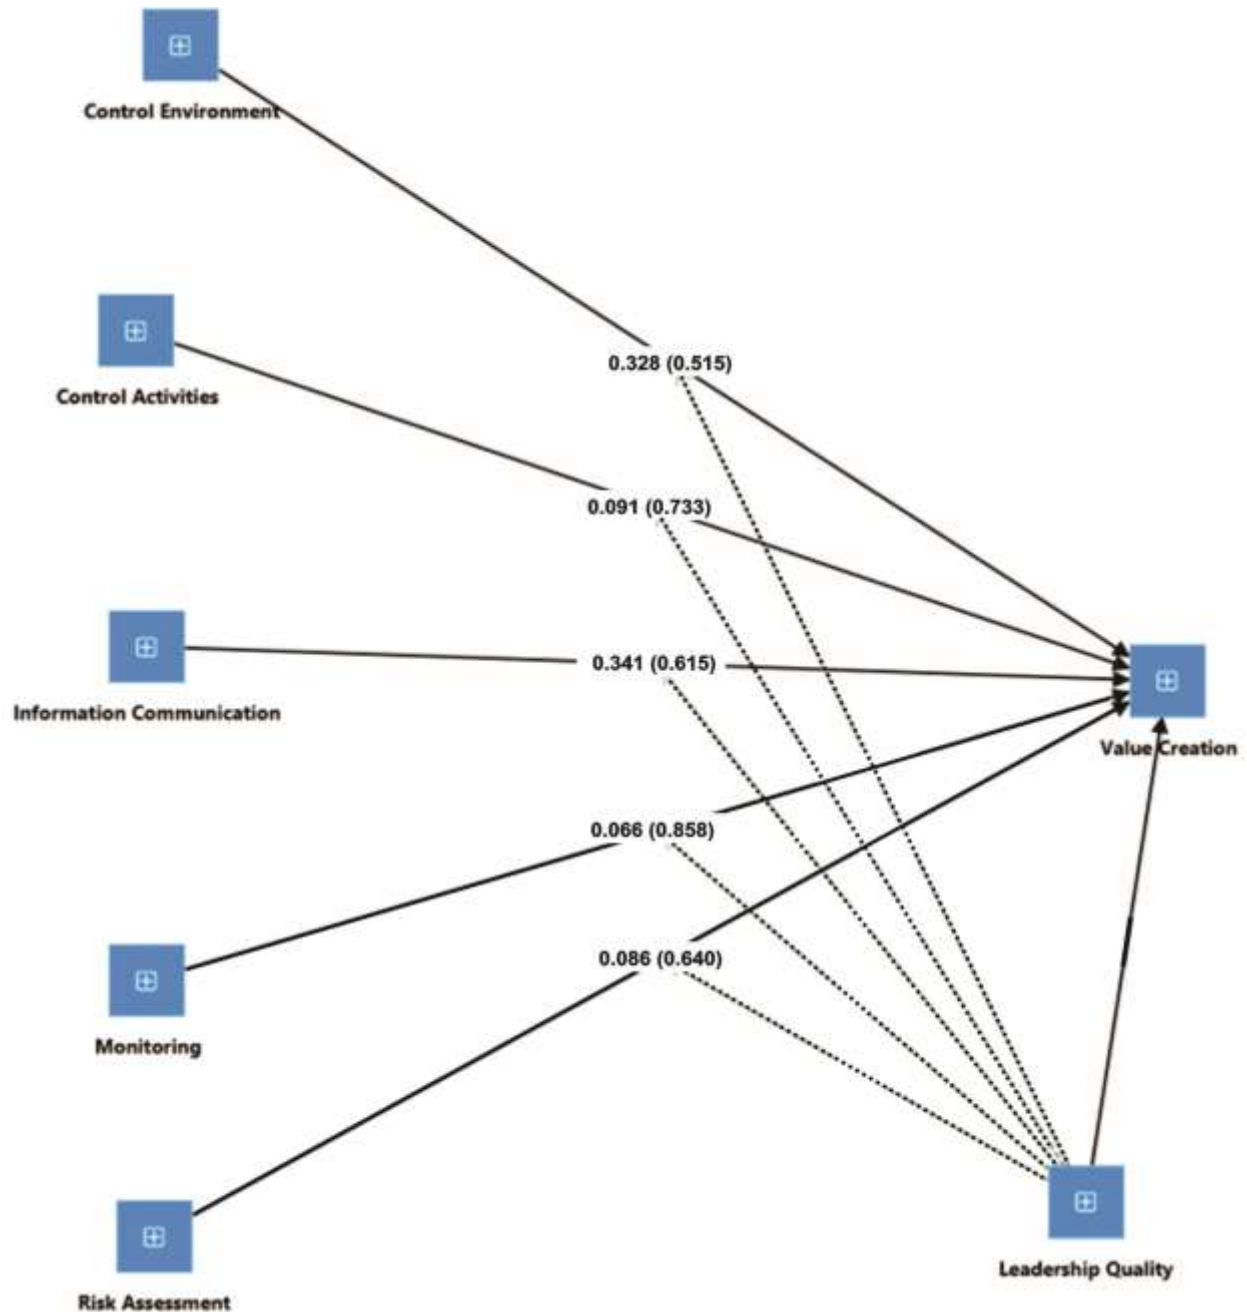 Control Environment
0.328 (0.515)
Control Activities
0.091 (0.733)
0.341 (0.615)
Information Communication
Value Creation
0.066 (0.858)
0.086 (0.640)
Monitoring
Leadership Quality
Risk Assessment